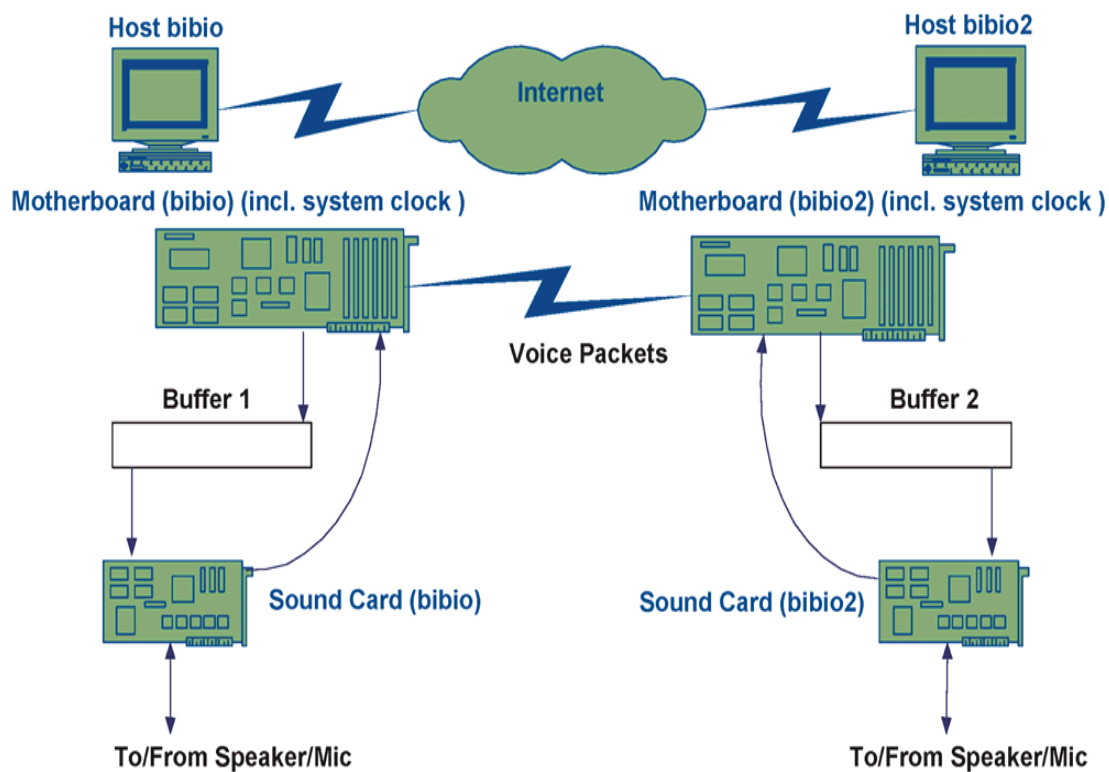 Host bibio
Host bibio2
Internet
Motherboard (bibio) (incl. system clock )
Motherboard (bibio2) (incl. system clock )
Voice Packets
Buffer 1
Buffer 2
Sound Card (bibio)
Sound Card (bibio2)
To/From Speaker/Mic
To/From Speaker/Mic